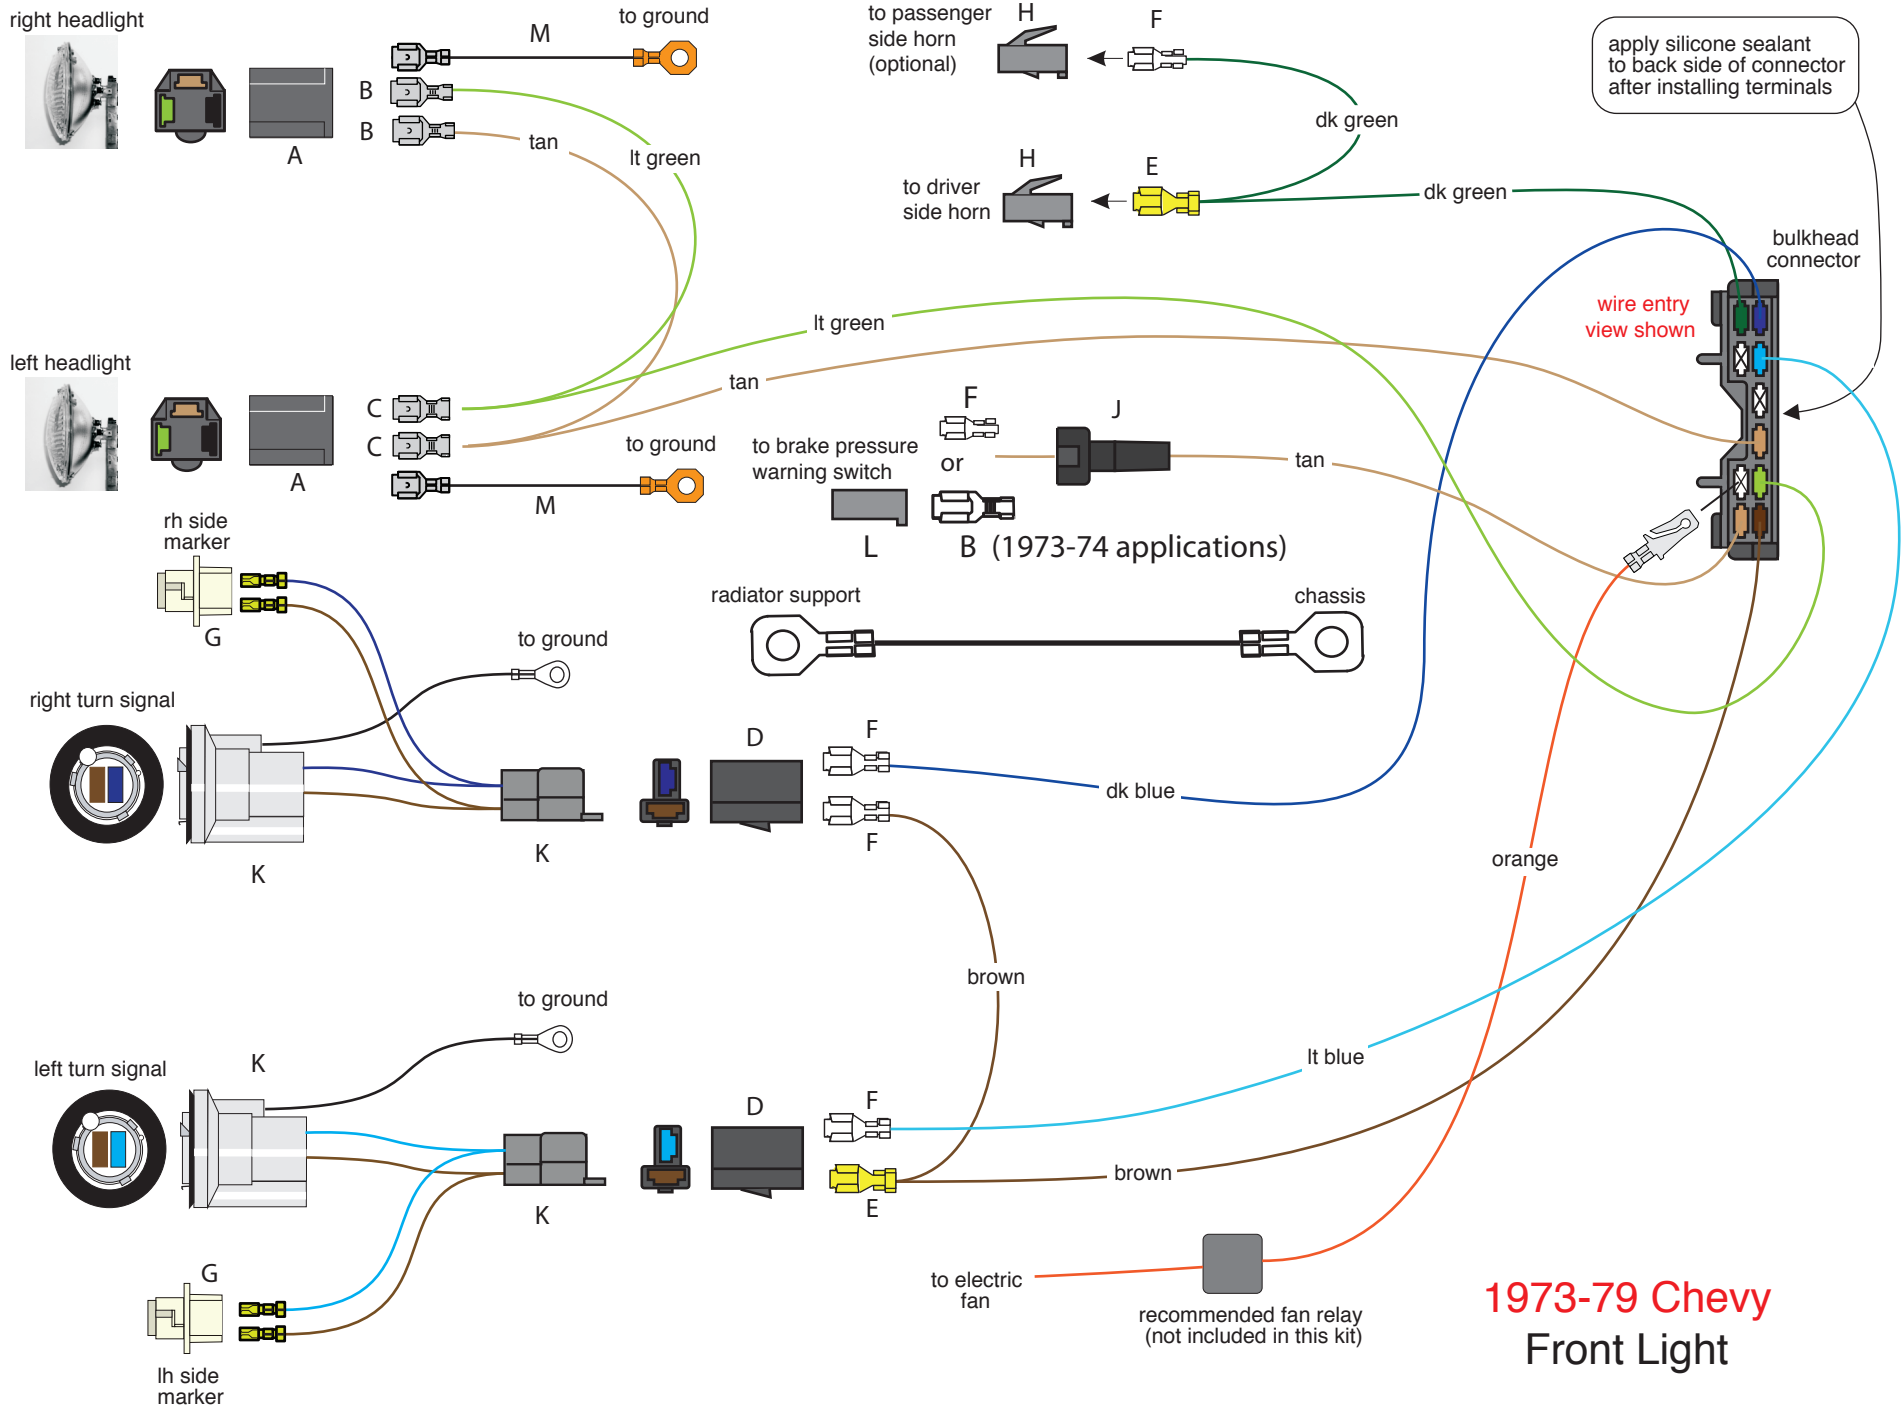 right headlight
M
to ground
B
B
A
tan
lt green
to passenger
side horn
(optional)
H
F
dk green
to driver
side horn
H
E
dk green
apply silicone sealant
to back side of connector
after installing terminals
bulkhead
connector
wire entry
view shown
left headlight
lt green
tan
C
C
A
to ground
M
F
to brake pressure
warning switch
or
J
tan
L
B (1973-74 applications)
rh side
marker
G
to ground
radiator support
chassis
right turn signal
K
K
D
F
F
dk blue
orange
brown
to ground
left turn signal
K
K
D
F
E
lt blue
brown
G
lh side
marker
to electric
fan
recommended fan relay
(not included in this kit)
1973-79 Chevy
Front Light